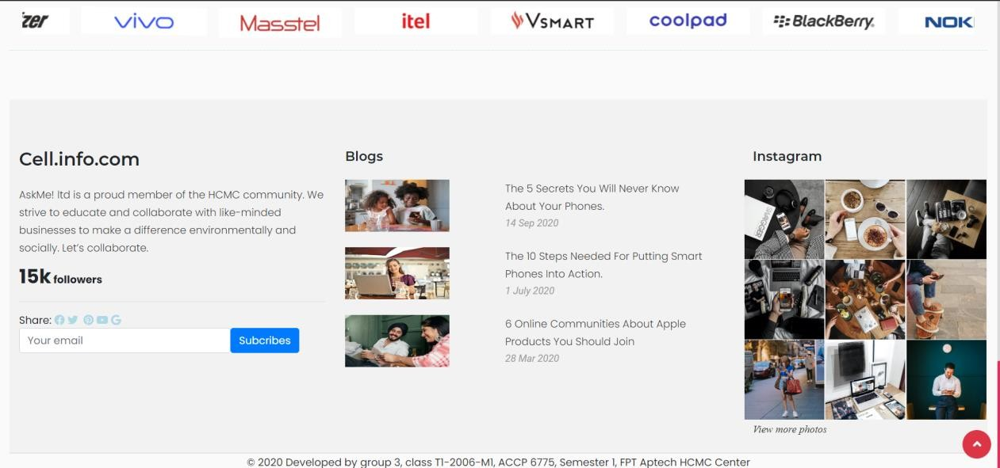 zer vivo Masstel itel VSMART coolpad BlackBerry. NOK
Cell.info.com
AskMe! ltd is a proud member of the HCMC community. We
strive to educate and collaborate with like-minded
businesses to make a difference environmentally and
socially. Let's collaborate.
15k followers
Share:
Your email Subcribes
Blogs
The 5 Secrets You Will Never Know
About Your Phones.
14 Sep 2020
The 10 Steps Needed For Putting Smart
Phones Into Action.
1 July 2020
6 Online Communities About Apple
Products You Should Join
28 Mar 2020
Instagram
View more photos
© 2020 Developed by group 3, class T1-2006-M1, ACCP 6775, Semester 1, FPT Aptech HCMC Center